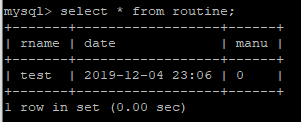 mysql> select * from routine;
+-------+------------------+------+
| rname | date             | manu |
+-------+------------------+------+
| test  | 2019-12-04 23:06 | 0    |
+-------+------------------+------+
1 row in set (0.00 sec)